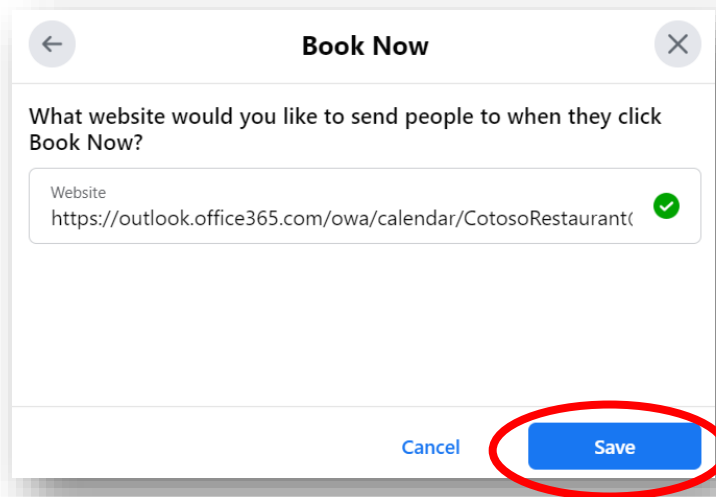 Book Now
What website would you like to send people to when they click
Book Now?
Website
https://outlook.office365.com/owa/calendar/CotosoRestaurant(
Cancel
Save